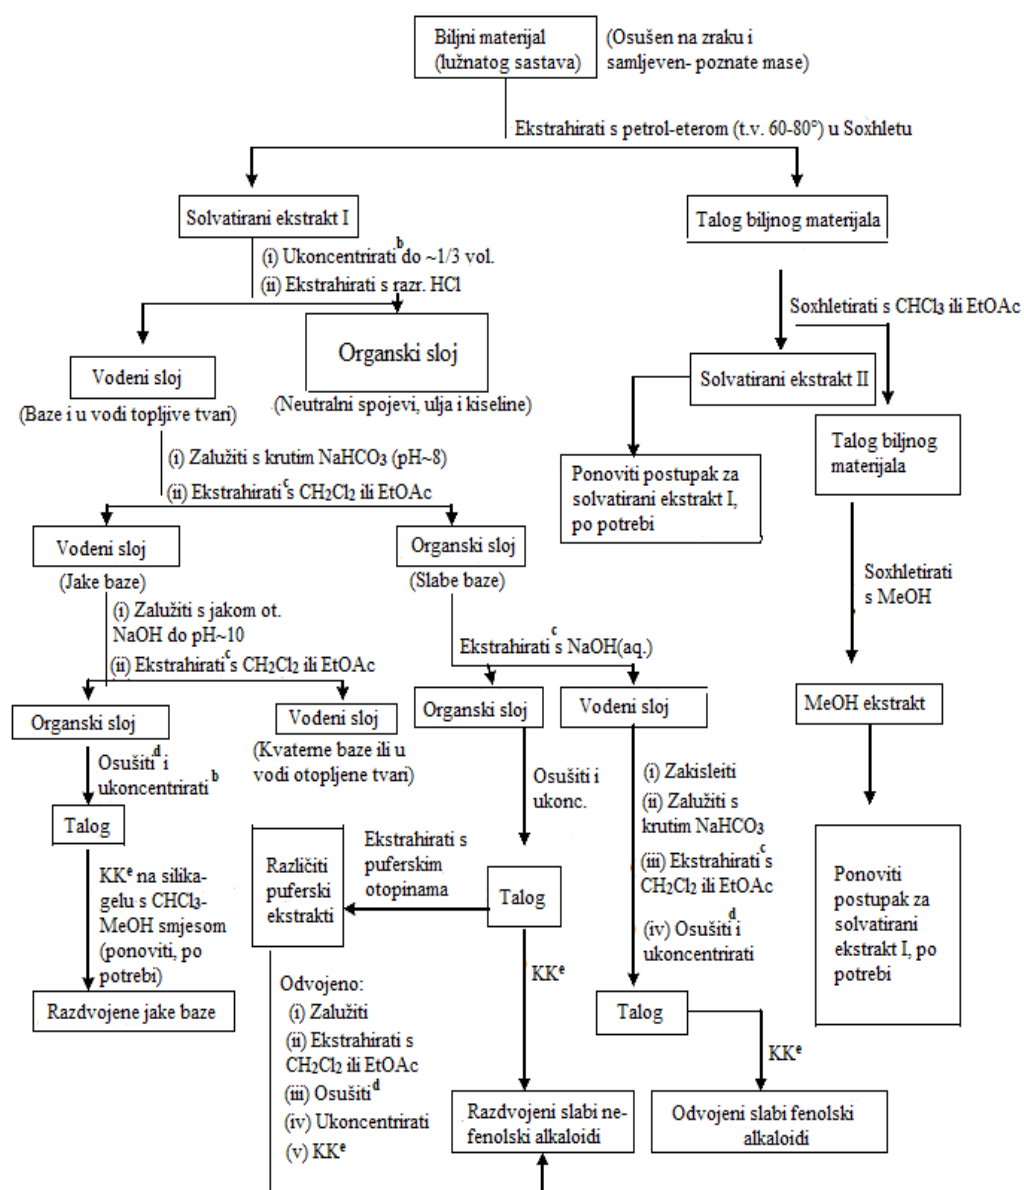 Biljni materijal
(lužnatog sastava)
(Osušen na zraku i
samljeven- poznate mase)
Ekstrahirati s petrol-eterom (t.v. 60-80°) u Soxhletu
Solvatirani ekstrakt I
Talog biljnog materijala
(i) Ukoncentrirati b do ~1/3 vol.
(ii) Ekstrahirati s razr. HCl
Soxhletirati s CHCl3 ili EtOAc
Organski sloj
(Neutralni spojevi, ulja i kiseline)
Vodeni sloj
(Baze i u vodi topljive tvari)
Solvatirani ekstrakt II
Talog biljnog
materijala
(i) Zalužiti s krutim NaHCO3 (pH~8)
(ii) Ekstrahirati c s CH2Cl2 ili EtOAc
Ponoviti postupak za
solvatirani ekstrakt I,
po potrebi
Vodeni sloj
(Jake baze)
Organski sloj
(Slabe baze)
Soxhletirati
s MeOH
(i) Zalužiti s jakom ot.
NaOH do pH~10
(ii) Ekstrahirati c s CH2Cl2 ili EtOAc
Ekstrahirati c s NaOH(aq.)
Organski sloj
Vodeni sloj
(Kvaterne baze ili u
vodi otopljene tvari)
Organski sloj
Vodeni sloj
MeOH ekstrakt
Osušiti d i
ukoncentrirati b
Osušiti i
ukonc.
(i) Zakisleiti
(ii) Zalužiti s
krutim NaHCO3
(iii) Ekstrahirati c s
CH2Cl2 ili EtOAc
(iv) Osušiti d i
ukoncentrirati
Talog
Različiti
puferski
ekstrakti
Ekstrahirati s
puferskim
otopinama
Talog
Ponoviti
postupak za
solvatirani
ekstrakt I, po
potrebi
KK e na silika-
gelu s CHCl3-
MeOH smjesom
(ponoviti, po
potrebi)
Razdvojene jake baze
Odvojeno:
(i) Zalužiti
(ii) Ekstrahirati s
CH2Cl2 ili EtOAc
(iii) Osušiti d
(iv) Ukoncentrirati
(v) KK e
KK e
Talog
KK e
Razdvojeni slabi ne-
fenolski alkaloidi
Odvojeni slabi fenolski
alkaloidi